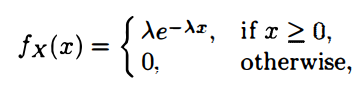 f_X(x) = { λe^{-λx}, if x ≥ 0,
0, otherwise,